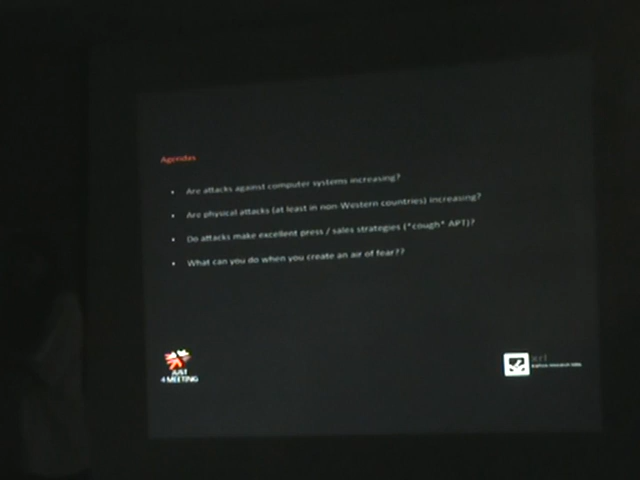 Agendas
• Are attacks against computer systems increasing?
• Are physical attacks (at least in non-Western countries) increasing?
• Do attacks make excellent press / sales strategies (*cough* APT)?
• What can you do when you create an air of fear??
JUST
4 MEETING